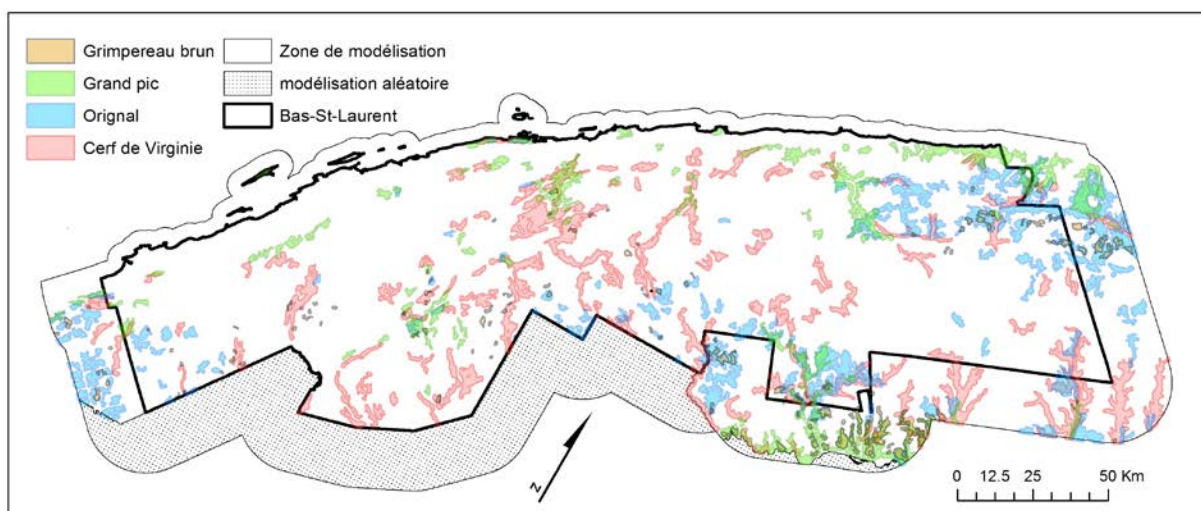 Grimpereau brun
Grand pic
Orignal
Cerf de Virginie
Zone de modélisation
modélisation aléatoire
Bas-St-Laurent
N
0 12.5 25 50 Km